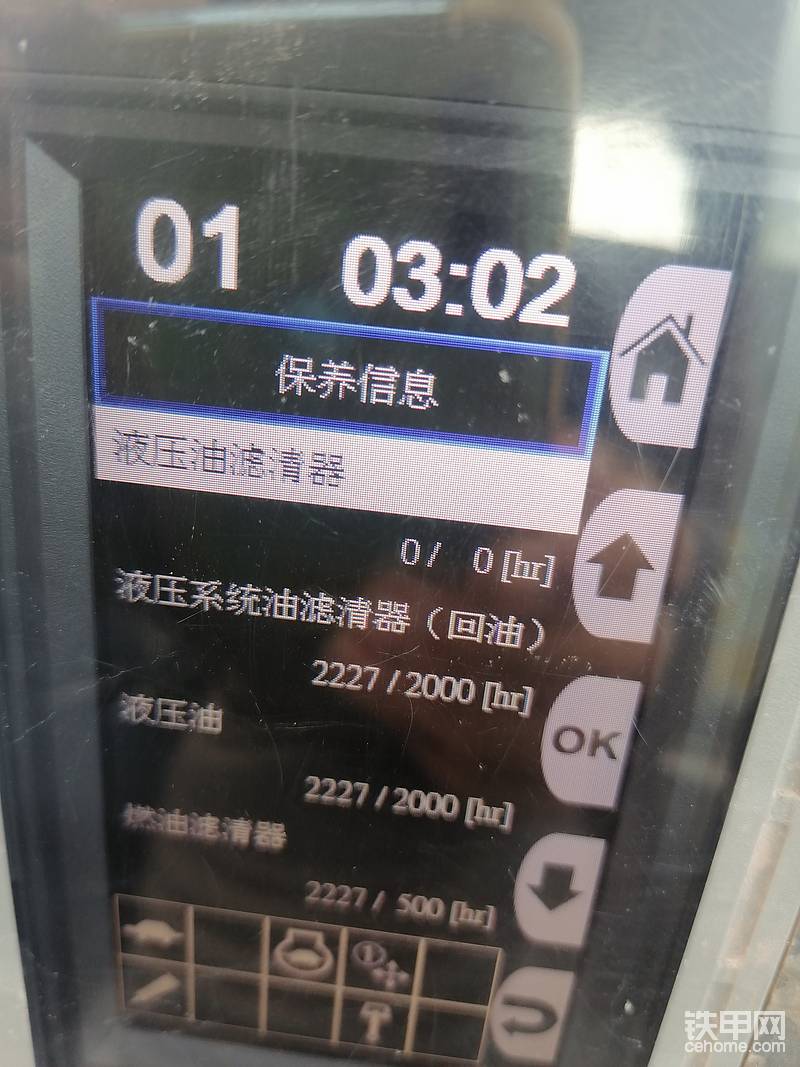 01 03:02
保养信息
液压油滤清器
0/ 0[hr]
液压系统油滤清器（回油）
2227/2000[hr]
液压油
2227/2000[hr]
燃油滤清器
2227/ 500[hr]
OK
1
铁甲网
cehome.com